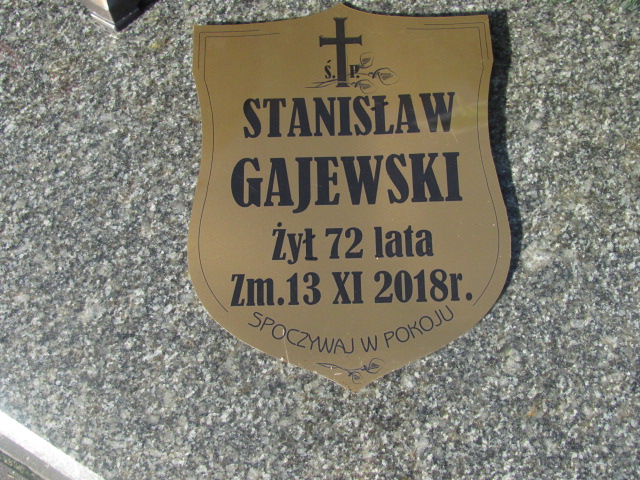 Ś. P.
STANISŁAW
GAJEWSKI
Żył 72 lata
Zm.13 XI 2018r.
SPOCZYWAJ W POKOJU